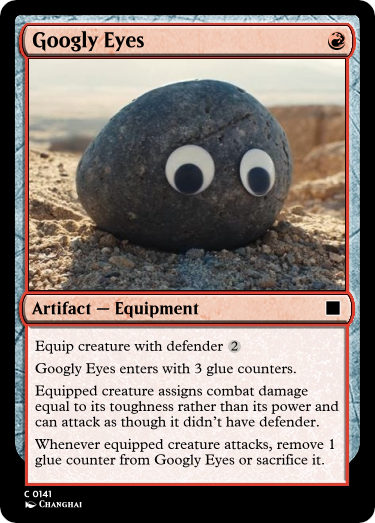 Googly Eyes
Artifact — Equipment
Equip creature with defender 2
Googly Eyes enters with 3 glue counters.
Equipped creature assigns combat damage
equal to its toughness rather than its power and
can attack as though it didn't have defender.
Whenever equipped creature attacks, remove 1
glue counter from Googly Eyes or sacrifice it.
C 0141
Changhai